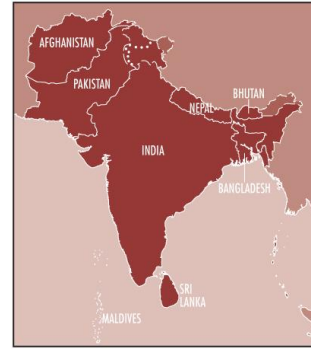 AFGHANISTAN
PAKISTAN
NEPAL
BHUTAN
INDIA
BANGLADESH
SRI
LANKA
MALDIVES